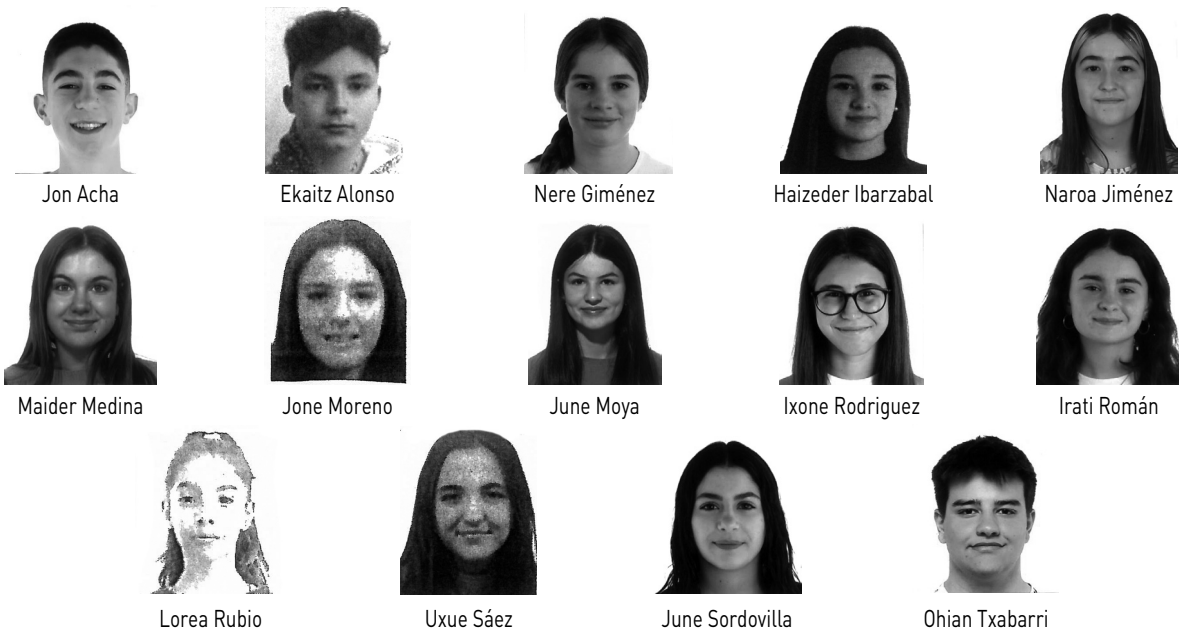 Jon Acha
Ekaitz Alonso
Nere Giménez
Haizeder Ibarzabal
Naroa Jiménez
Maider Medina
Jone Moreno
June Moya
Ixone Rodriguez
Irati Román
Lorea Rubio
Uxue Sáez
June Sordovilla
Ohian Txabarri